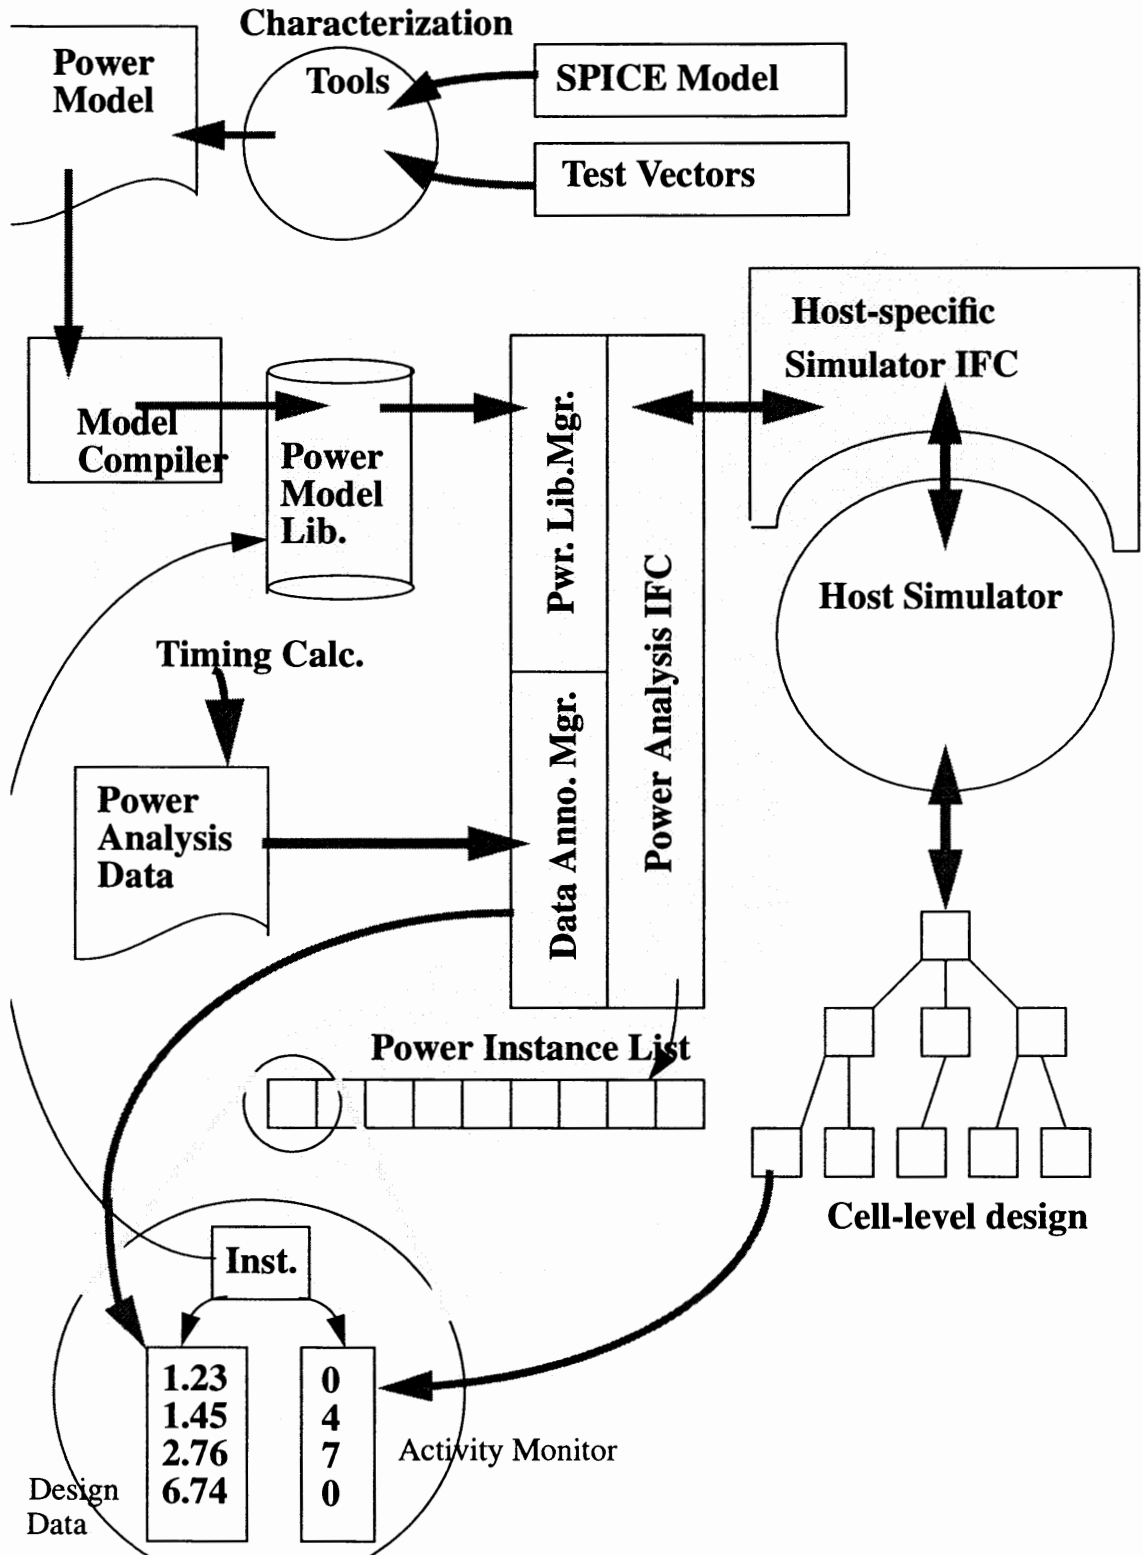 Characterization
Power
Model
Tools
SPICE Model
Test Vectors
Host-specific
Simulator IFC
Model
Compiler
Power
Model
Lib.
Pwr. Lib.Mgr.
Power Analysis IFC
Host Simulator
Timing Calc.
Data Anno. Mgr.
Power
Analysis
Data
Power Instance List
Cell-level design
Inst.
1.23
1.45
2.76
6.74
0
4
7
0
Activity Monitor
Design
Data